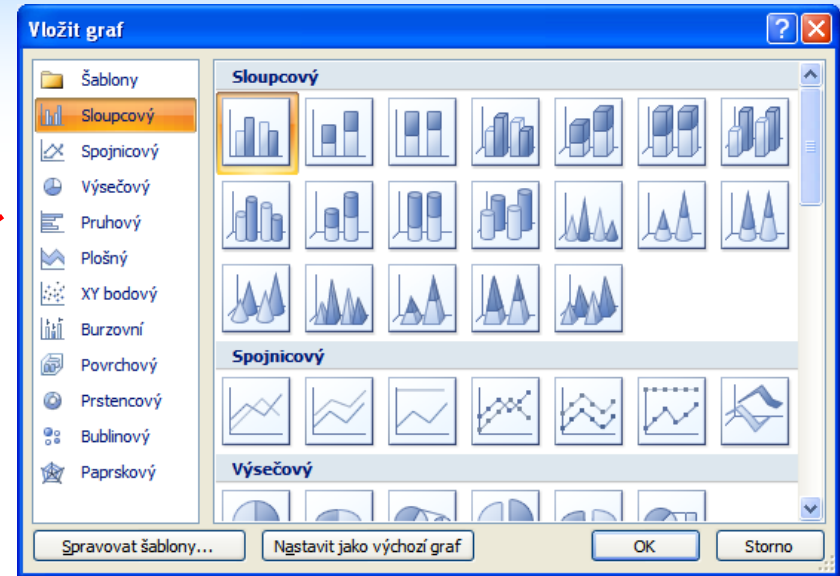 Vložit graf
Šablony
Sloupcový
Spojnicový
Výsečový
Pruhový
Plošný
XY bodový
Burzovní
Povrchový
Prstencový
Bublinový
Paprskový
Sloupcový
Spojnicový
Výsečový
Spravovat šablony...
Nastavit jako výchozí graf
OK
Storno